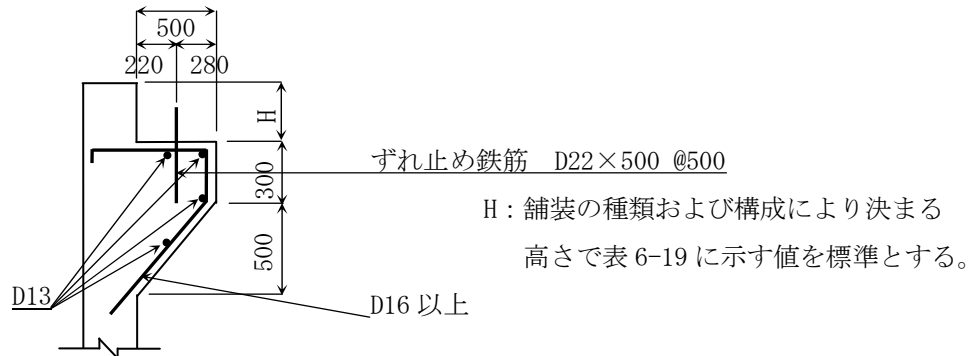 500
220 280
H
ずれ止め鉄筋 D22×500 @500
300
H：舗装の種類および構成により決まる
高さで表 6-19 に示す値を標準とする。
500
D13
D16 以上